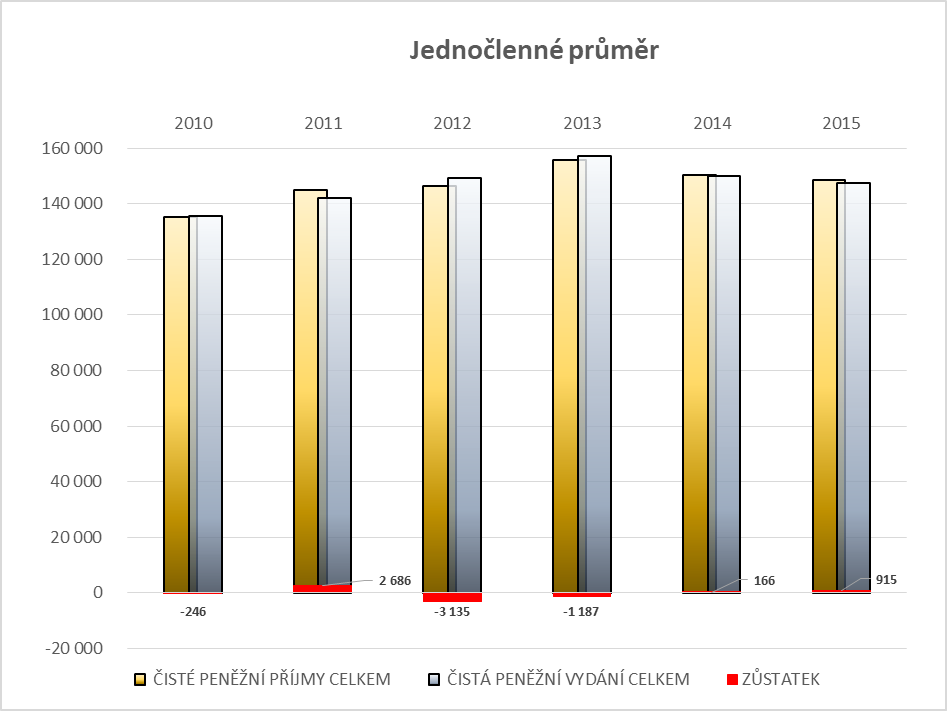 Jednočlenné průměr
2010 2011 2012 2013 2014 2015
160 000
140 000
120 000
100 000
80 000
60 000
40 000
20 000
0
-20 000
2 686 166 915
-246 -3 135 -1 187
ČISTÉ PENĚŽNÍ PŘÍJMY CELKEM ČISTÁ PENĚŽNÍ VYDÁNÍ CELKEM ZŮSTATEK